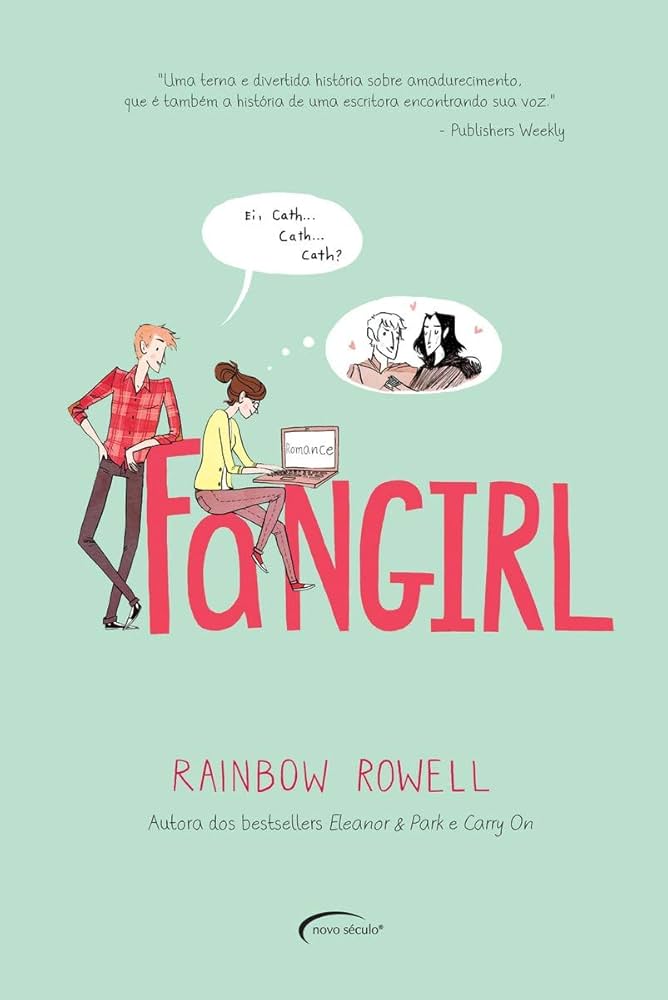 "Uma terna e divertida história sobre amadurecimento,
que é também a história de uma escritora encontrando sua voz."
- Publishers Weekly
Ei, Cath...
Cath...
Cath?
Romance
FaNGIRL
RAINBOW ROWELL
Autora dos bestsellers Eleanor & Park e Carry On
novo século®